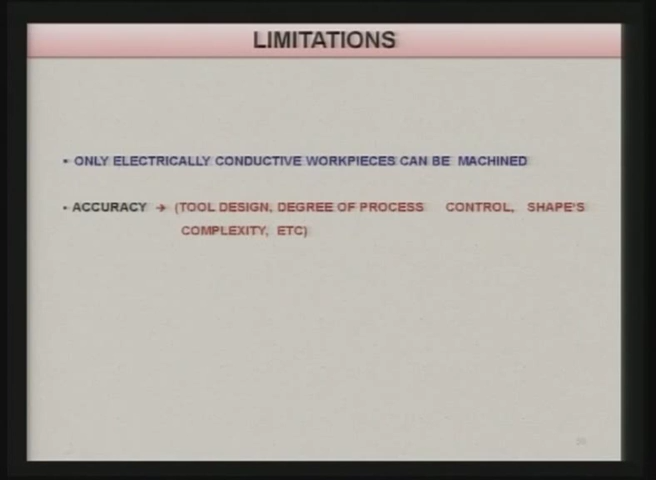 LIMITATIONS
• ONLY ELECTRICALLY CONDUCTIVE WORKPIECES CAN BE MACHINED
• ACCURACY → (TOOL DESIGN, DEGREE OF PROCESS CONTROL, SHAPE'S
COMPLEXITY, ETC)